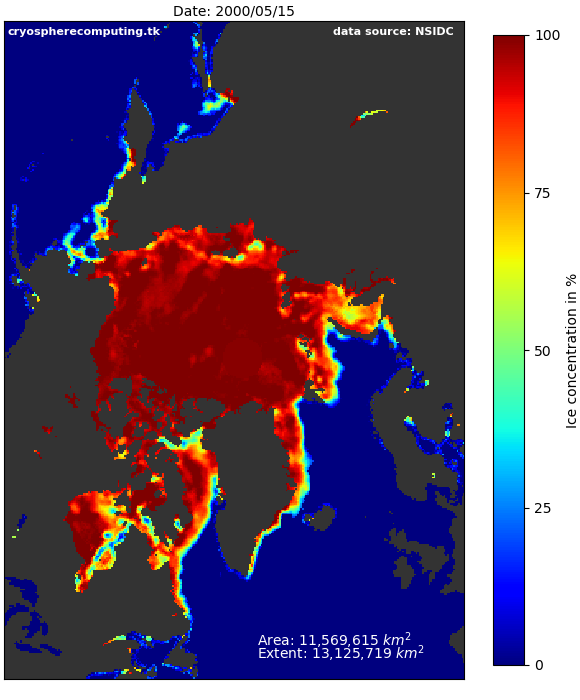 Date: 2000/05/15
cryospherecomputing.tk
data source: NSIDC
100
75
50
25
0
Ice concentration in %
Area: 11,569,615 km²
Extent: 13,125,719 km²